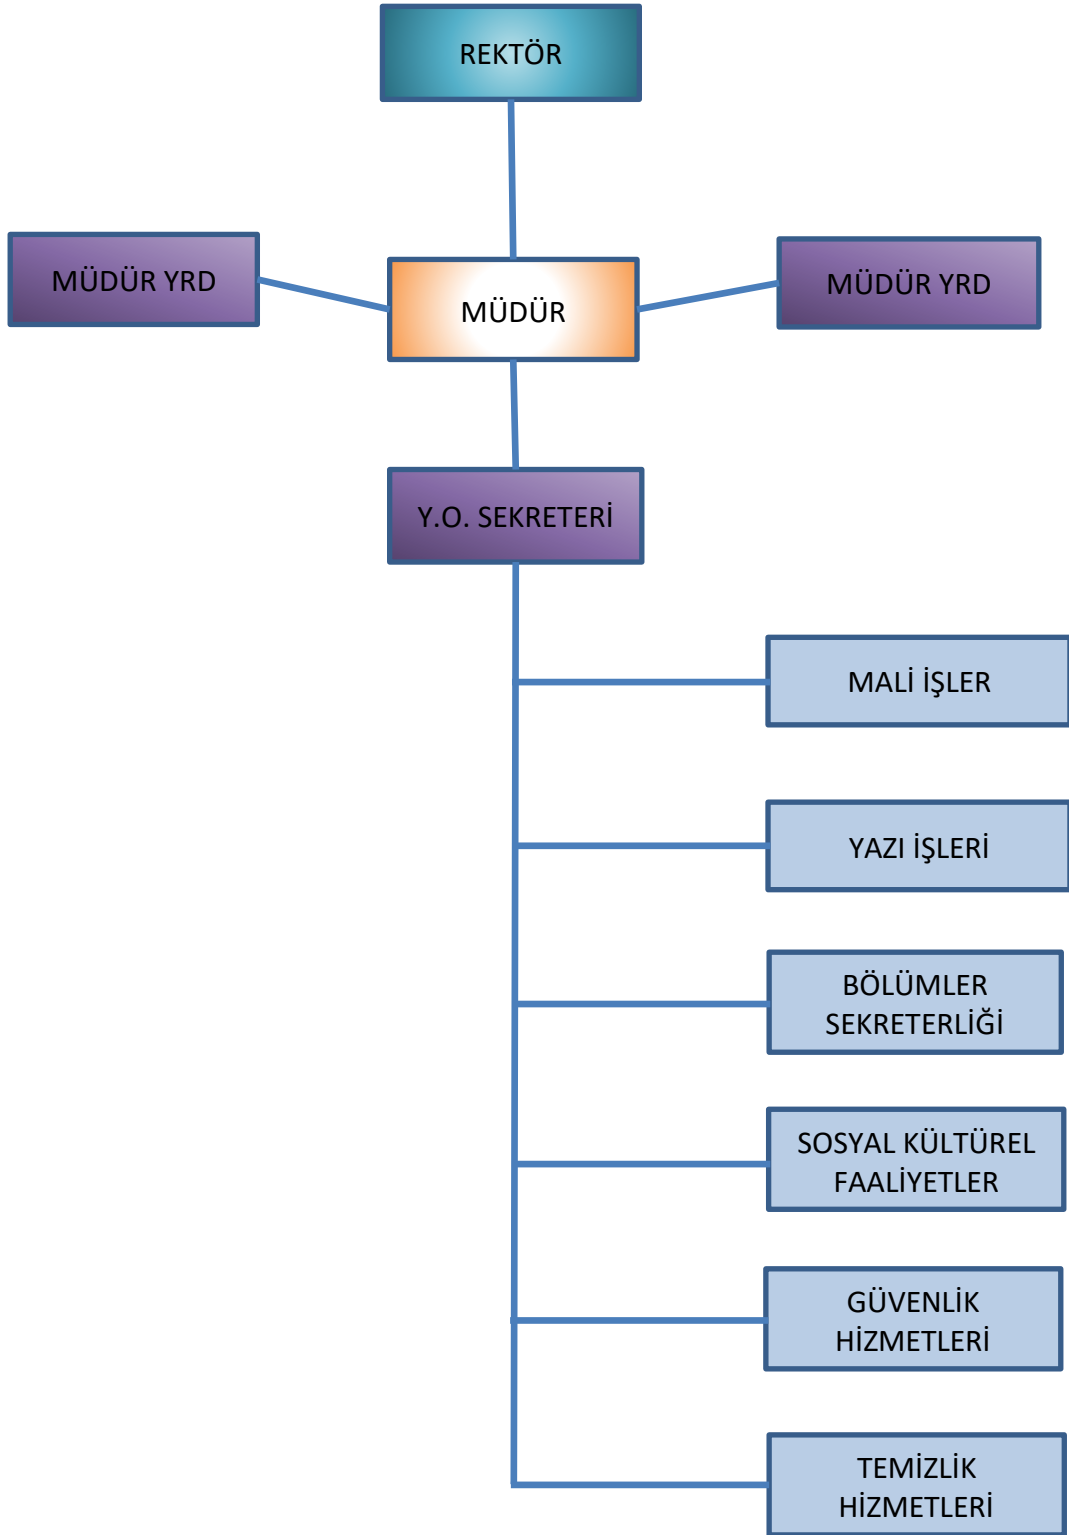 REKTÖR
MÜDÜR YRD
MÜDÜR
MÜDÜR YRD
Y.O. SEKRETERİ
MALİ İŞLER
YAZI İŞLERİ
BÖLÜMLER
SEKRETERLİĞİ
SOSYAL KÜLTÜREL
FAALİYETLER
GÜVENLİK
HİZMETLERİ
TEMİZLİK
HİZMETLERİ